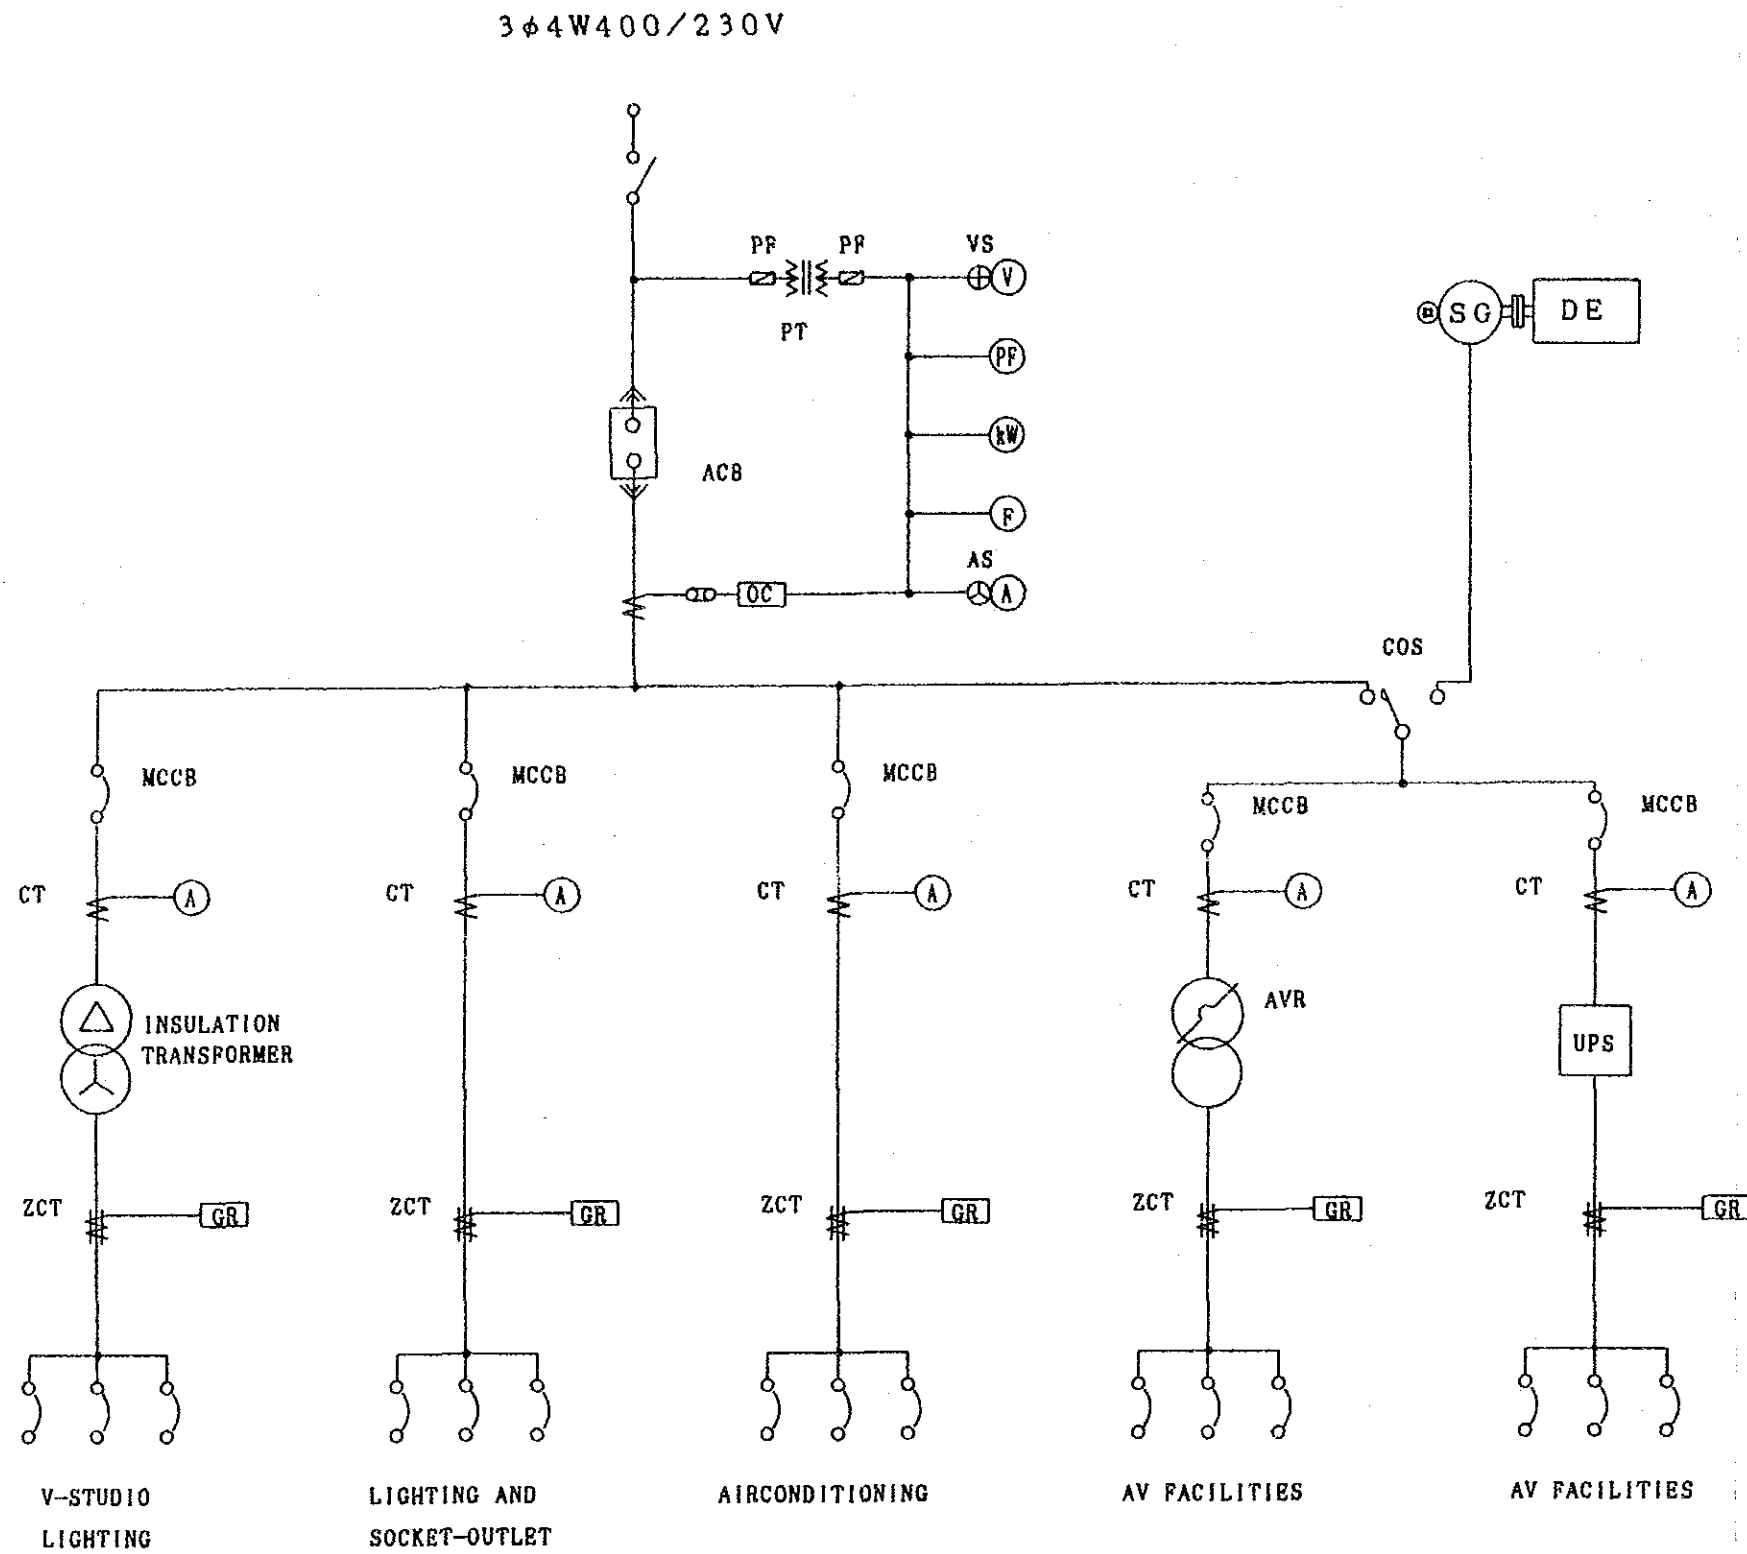 3φ4W400/230V
PF PF VS
V
PT
SG DE
PF
kW
ACB
F
AS
OC A
COS
MCCB MCCB MCCB MCCB MCCB
CT A CT A CT A CT A CT A
INSULATION
TRANSFORMER
AVR
UPS
ZCT GR ZCT GR ZCT GR ZCT GR ZCT GR
V-STUDIO
LIGHTING
LIGHTING AND
SOCKET-OUTLET
AIRCONDITIONING
AV FACILITIES
AV FACILITIES